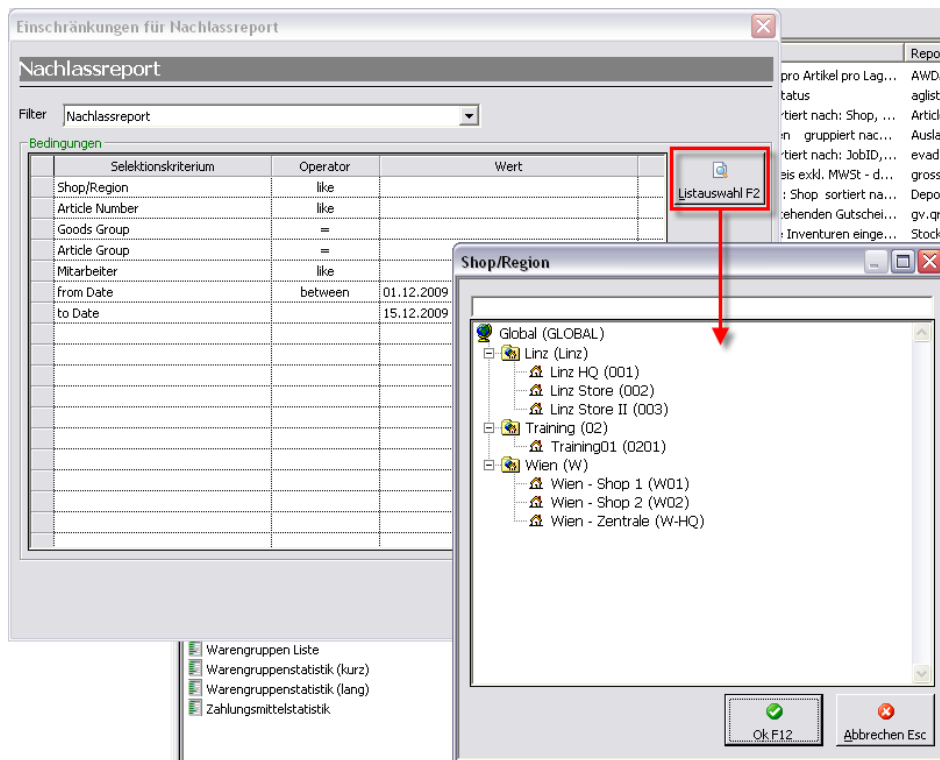 Einschränkungen für Nachlassreport
Nachlassreport
Filter Nachlassreport
Bedingungen
Selektionskriterium Operator Wert
Shop/Region like
Article Number like
Goods Group =
Article Group =
Mitarbeiter like
from Date between 01.12.2009
to Date 15.12.2009
Listauswahl F2
Repo
pro Artikel pro Lag... AWD.
tatus aglist
rtiert nach: Shop, ... Article
en gruppiert nac... Ausla
rtiert nach: JobID,... evad
eis exkl. MWSt - d... gross
: Shop sortiert na... Depo
tehenden Gutschei... gv.qr
Inventuren einge... Stock
Shop/Region
Global (GLOBAL)
Linz (Linz)
Linz HQ (001)
Linz Store (002)
Linz Store II (003)
Training (02)
Training01 (0201)
Wien (W)
Wien - Shop 1 (W01)
Wien - Shop 2 (W02)
Wien - Zentrale (W-HQ)
Ok F12
Abbrechen Esc
Warengruppen Liste
Warengruppenstatistik (kurz)
Warengruppenstatistik (lang)
Zahlungsmittelstatistik